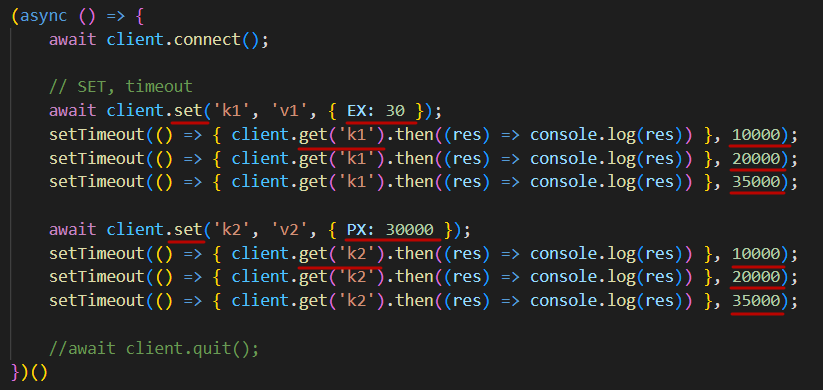 (async () => {
    await client.connect();

    // SET, timeout
    await client.set('k1', 'v1', { EX: 30 });
    setTimeout(() => { client.get('k1').then((res) => console.log(res)) }, 10000);
    setTimeout(() => { client.get('k1').then((res) => console.log(res)) }, 20000);
    setTimeout(() => { client.get('k1').then((res) => console.log(res)) }, 35000);

    await client.set('k2', 'v2', { PX: 30000 });
    setTimeout(() => { client.get('k2').then((res) => console.log(res)) }, 10000);
    setTimeout(() => { client.get('k2').then((res) => console.log(res)) }, 20000);
    setTimeout(() => { client.get('k2').then((res) => console.log(res)) }, 35000);

    //await client.quit();
})()